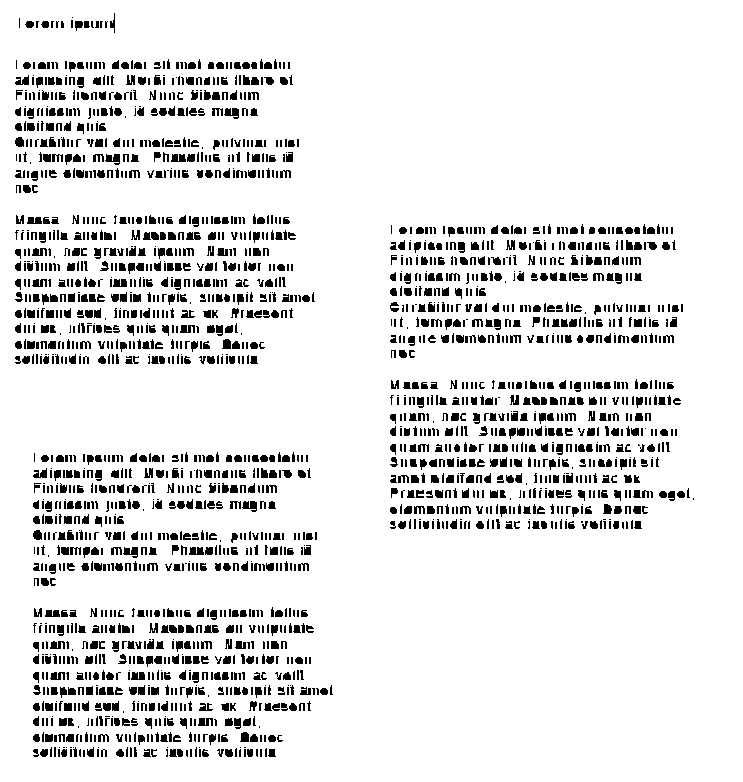 Lorem ipsum
Lorem ipsum dolor sit met consectetur
adipiscing elit. Morbi rhoncus libero et
Finibus hendrerit. Nunc bibendum
dignissim justo, id sodales magna
eleifend quis.
Curabitur vel dui molestie, pulvinar nisi
ut, tempor magna. Phasellus ut felis id
augue elementum varius condimentum
nec
Massa. Nunc faucibus dignissim tellus
fringilla auctor. Maecenas eu vulputate
quam, nec gravida ipsum. Nam non
dictum elit. Suspendisse vel tortor non
quam auctor iaculis dignissim ac velit.
Suspendisse odio turpis, suscipit sit amet
eleifend sed, tincidunt ac ex. Praesent
dui ex, ultrices quis quam eget,
elementum vulputate turpis. Donec
sollicitudin elit ac iaculis vehicula
Lorem ipsum dolor sit met consectetur
adipiscing elit. Morbi rhoncus libero et
Finibus hendrerit. Nunc bibendum
dignissim justo, id sodales magna
eleifend quis.
Curabitur vel dui molestie, pulvinar nisi
ut, tempor magna. Phasellus ut felis id
augue elementum varius condimentum
nec
Massa. Nunc faucibus dignissim tellus
fringilla auctor. Maecenas eu vulputate
quam, nec gravida ipsum. Nam non
dictum elit. Suspendisse vel tortor non
quam auctor iaculis dignissim ac velit.
Suspendisse odio turpis, suscipit sit
amet eleifend sed, tincidunt ac ex.
Praesent dui ex, ultrices quis quam eget,
elementum vulputate turpis. Donec
sollicitudin elit ac iaculis vehicula
Lorem ipsum dolor sit met consectetur
adipiscing elit. Morbi rhoncus libero et
Finibus hendrerit. Nunc bibendum
dignissim justo, id sodales magna
eleifend quis.
Curabitur vel dui molestie, pulvinar nisi
ut, tempor magna. Phasellus ut felis id
augue elementum varius condimentum
nec
Massa. Nunc faucibus dignissim tellus
fringilla auctor. Maecenas eu vulputate
quam, nec gravida ipsum. Nam non
dictum elit. Suspendisse vel tortor non
quam auctor iaculis dignissim ac velit.
Suspendisse odio turpis, suscipit sit amet
eleifend sed, tincidunt ac ex. Praesent
dui ex, ultrices quis quam eget,
elementum vulputate turpis. Donec
sollicitudin elit ac iaculis vehicula